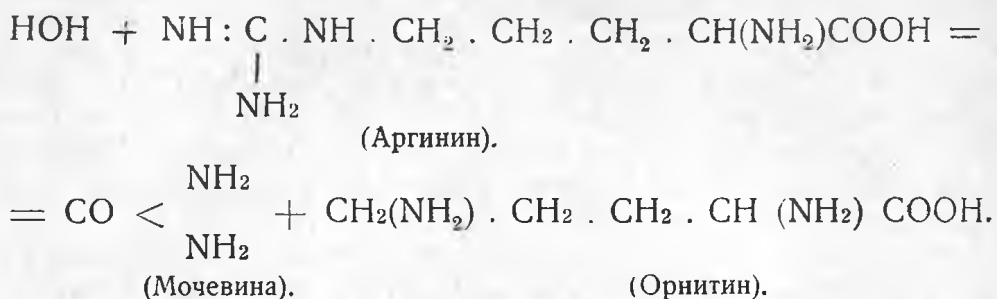 HOH + NH : C . NH . CH₂ . CH₂ . CH₂ . CH(NH₂)COOH =
|
NH₂
(Аргинин).
NH₂
= CO < + CH₂(NH₂) . CH₂ . CH₂ . CH (NH₂) COOH.
NH₂
(Мочевина). (Орнитин).